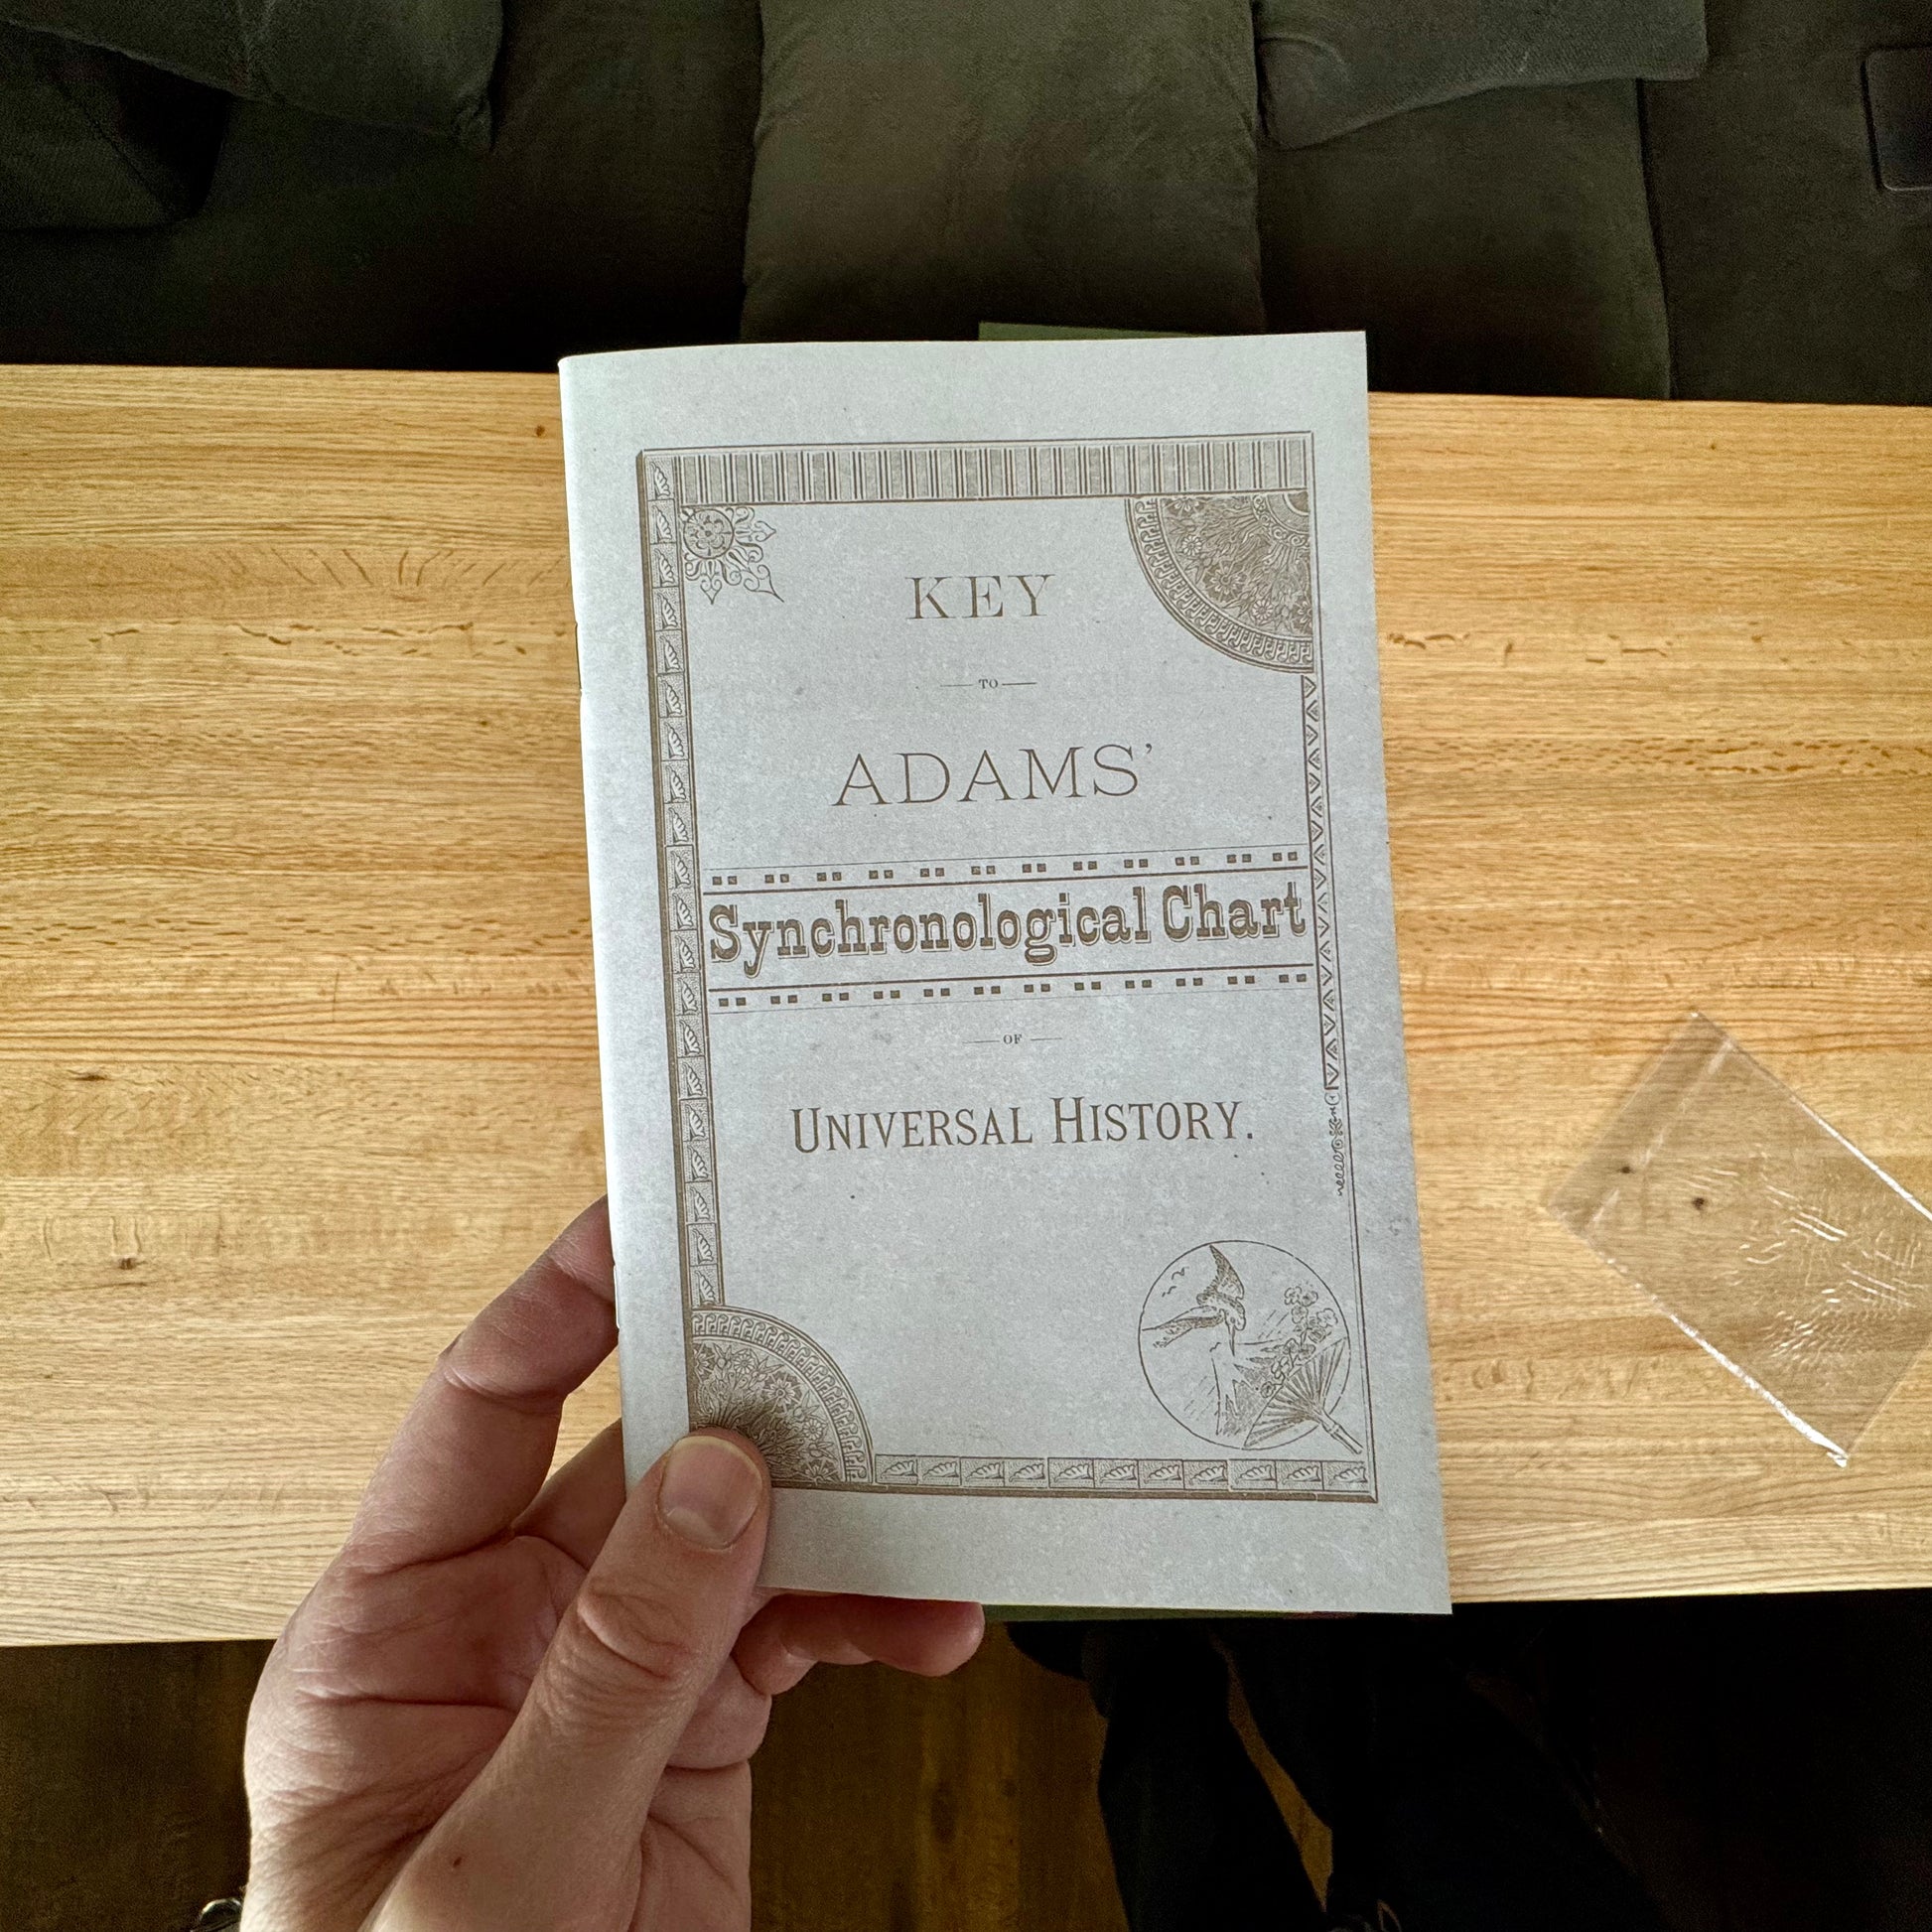 KEY
TO
ADAMS'
Synchronological Chart
OF
UNIVERSAL HISTORY.